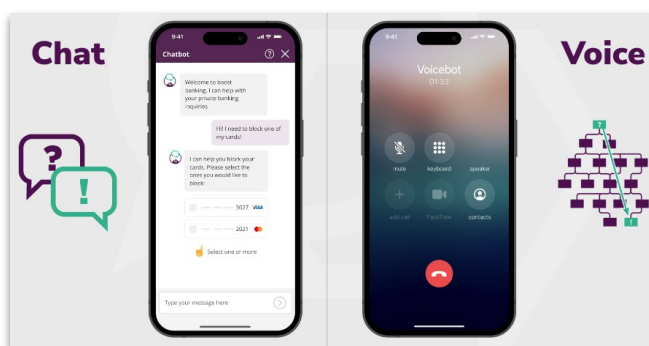 Chat
?
!
9:41
Chatbot
Welcome to boost
banking. I can help with
your private banking
inquiries
Hi! I need to block one of
my cards!
I can help you block your
cards. Please select the
ones you would like to
block:
3027 VISA
2021
Select one or more
Type your message here
9:41
Voicebot
01:33
mute keyboard speaker
add call FaceTime contacts
Voice
?
!